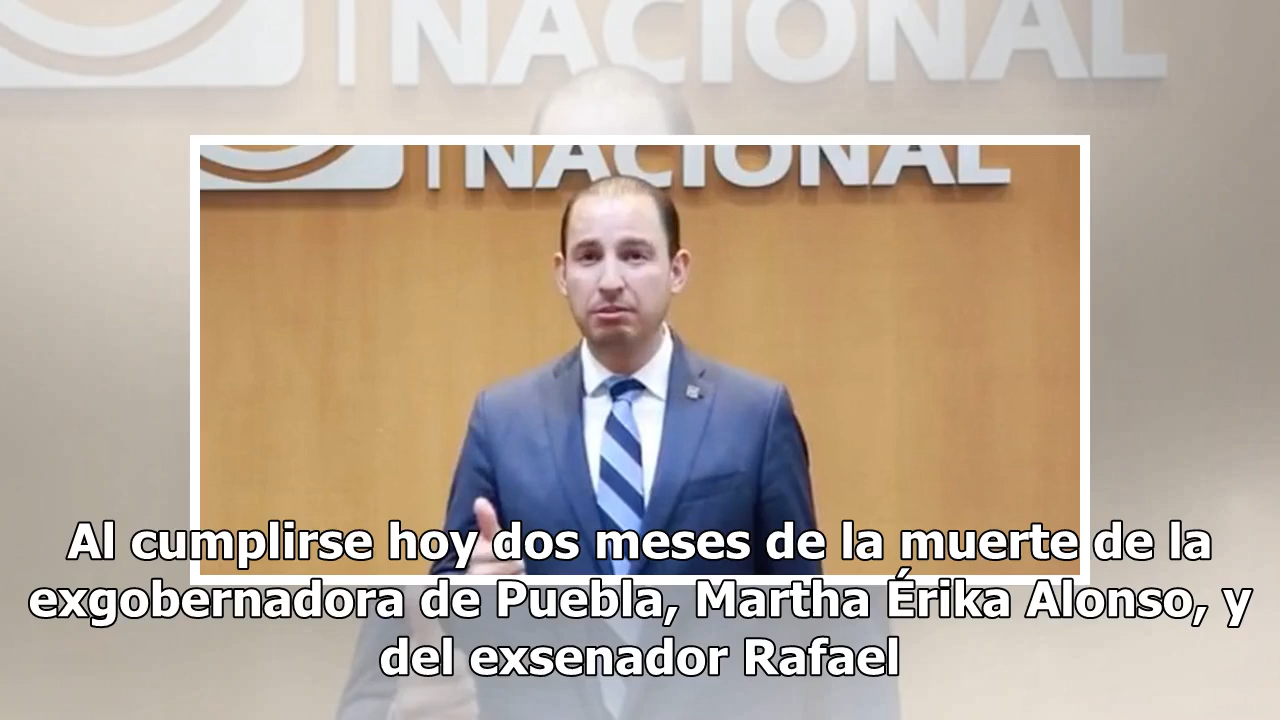 NACIONAL
NACIONAL
Al cumplirse hoy dos meses de la muerte de la
exgobernadora de Puebla, Martha Érika Alonso, y
del exsenador Rafael